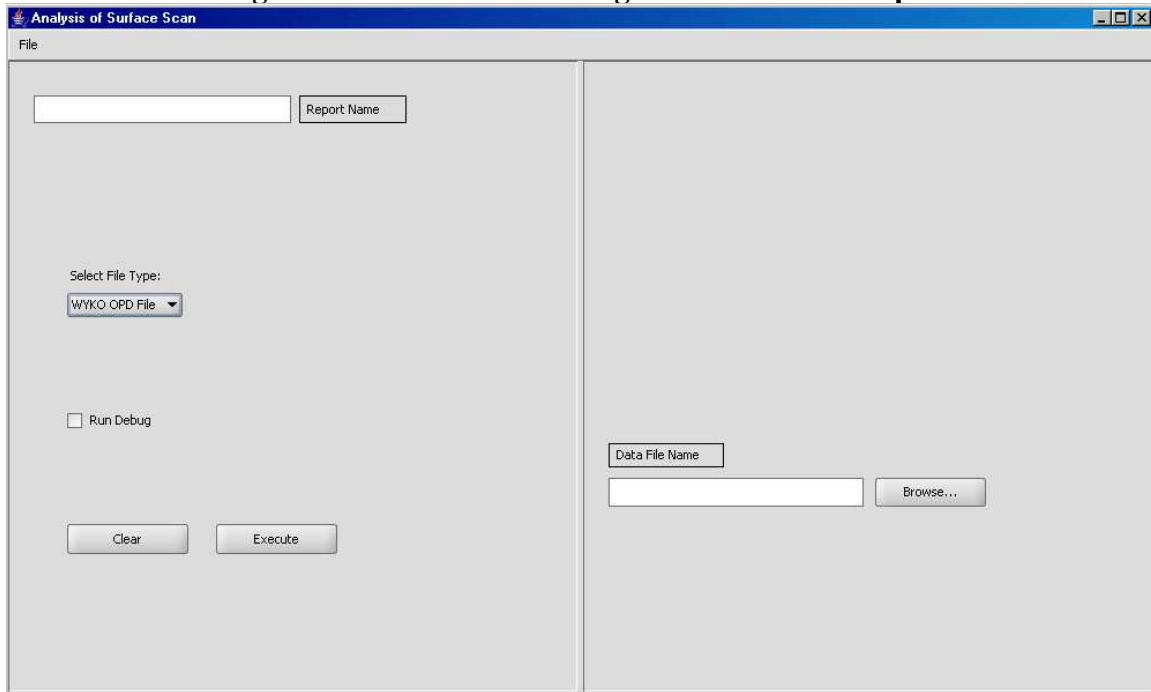 Analysis of Surface Scan
File
Report Name
Select File Type:
WYKO OPD File
Run Debug
Data File Name
Browse...
Clear
Execute